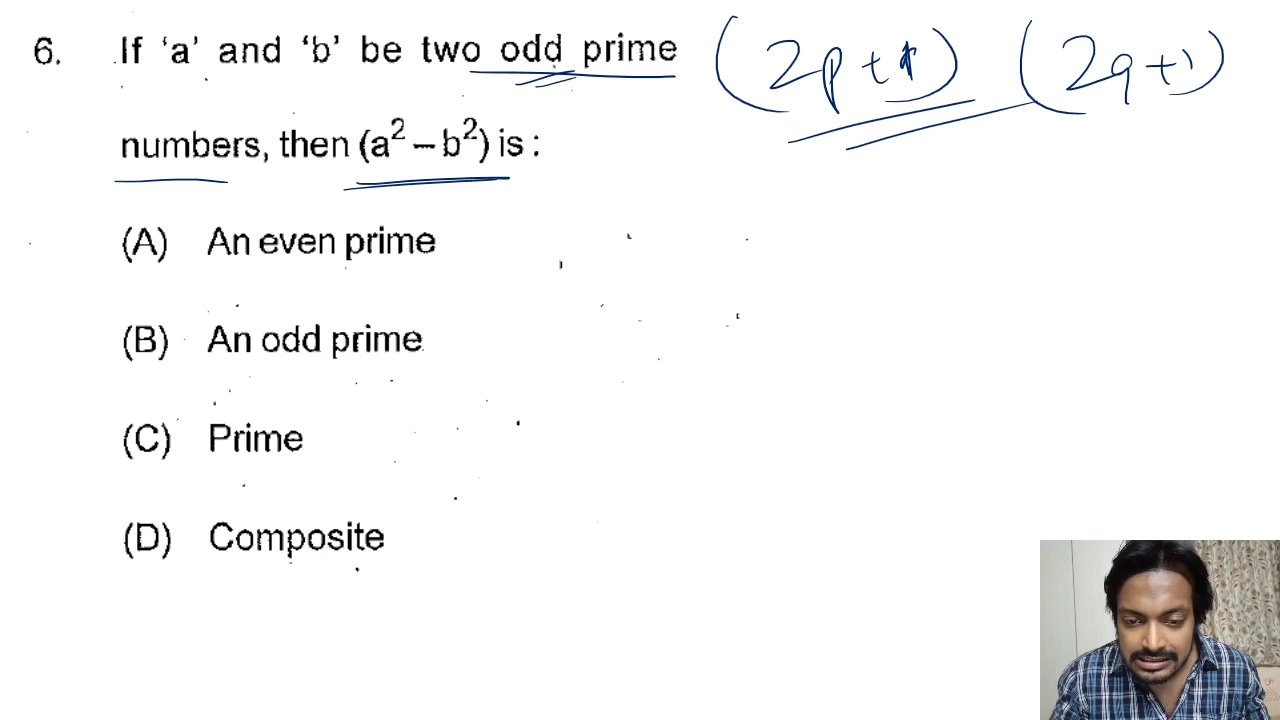 6. If ‘a’ and ‘b’ be two odd prime (2p+1) (2q+1)
numbers, then (a² – b²) is :
(A) An even prime
(B) An odd prime
(C) Prime
(D) Composite